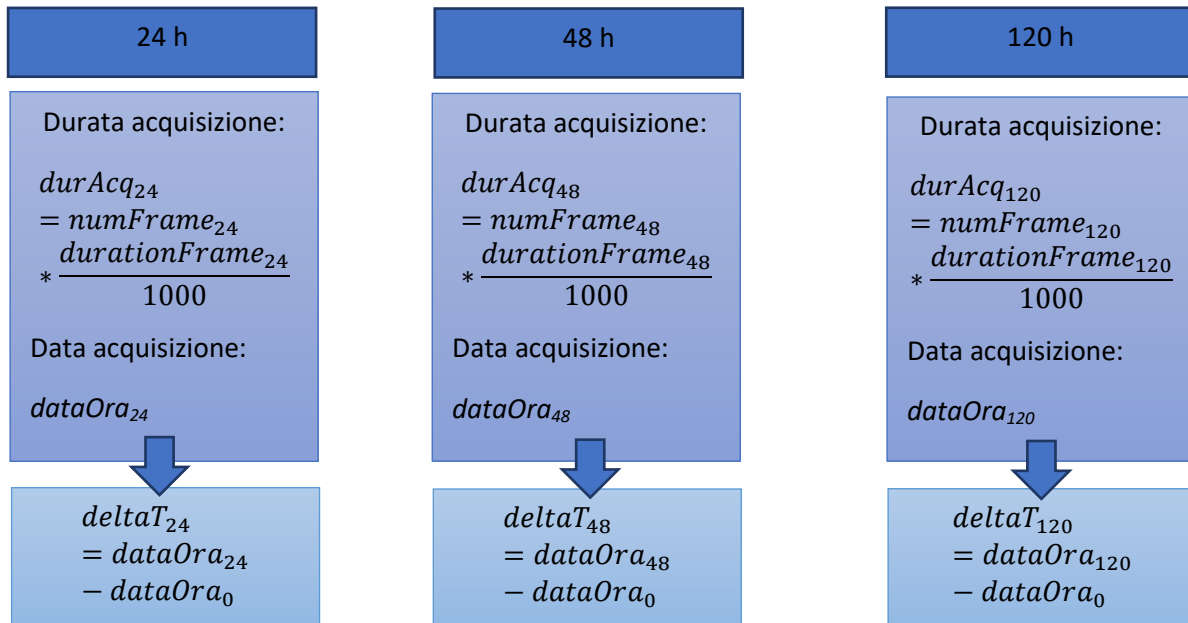 24 h
Durata acquisizione:
durAcq₂₄
= numFrame₂₄
* durationFrame₂₄ / 1000
Data acquisizione:
dataOra₂₄
deltaT₂₄
= dataOra₂₄
− dataOra₀
48 h
Durata acquisizione:
durAcq₄₈
= numFrame₄₈
* durationFrame₄₈ / 1000
Data acquisizione:
dataOra₄₈
deltaT₄₈
= dataOra₄₈
− dataOra₀
120 h
Durata acquisizione:
durAcq₁₂₀
= numFrame₁₂₀
* durationFrame₁₂₀ / 1000
Data acquisizione:
dataOra₁₂₀
deltaT₁₂₀
= dataOra₁₂₀
− dataOra₀